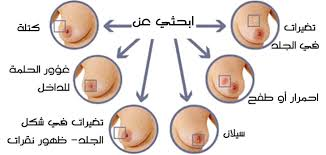 ابحثي عن
كتلة
تغيرات
في الجلد
غؤور الحلمة
للداخل
احمرار أو طفح
تغيرات في شكل
الجلد- ظهور نقرات
سيلان